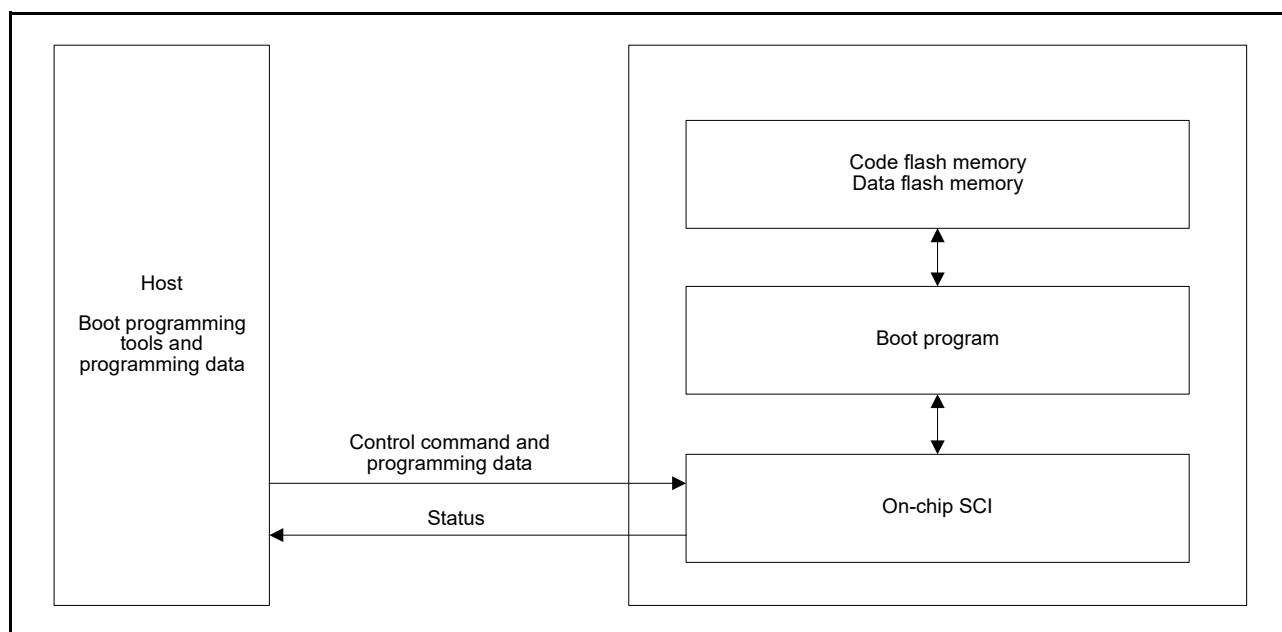 Host
Boot programming
tools and
programming data
Control command and
programming data
Status
Code flash memory
Data flash memory
Boot program
On-chip SCI